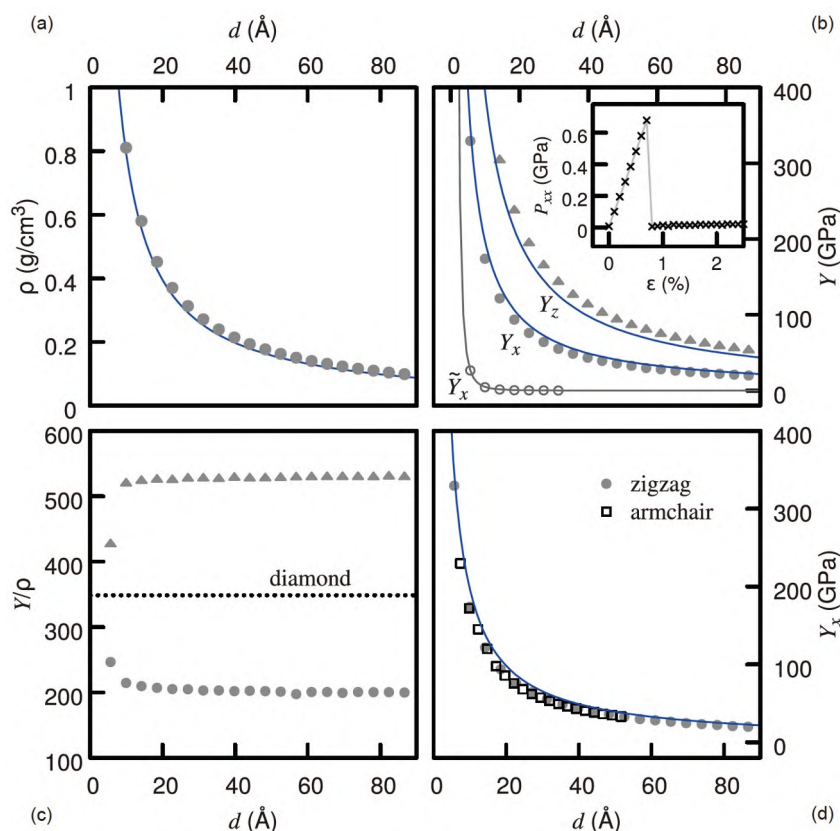 (a)
d (Å)
0 20 40 60 80
1
0.8
0.6
0.4
0.2
0
ρ (g/cm³)
(b)
d (Å)
0 20 40 60 80
400
300
200
100
0
Y (GPa)
0.6
0.4
0.2
0
P_xx (GPa)
0 1 2
ε (%)
Y_z
Y_x
Ỹ_x
600
500
400
300
200
100
Y/ρ
diamond
0 20 40 60 80
(c)
d (Å)
zigzag
armchair
400
300
200
100
0
Y_x (GPa)
0 20 40 60 80
d (Å)
(d)